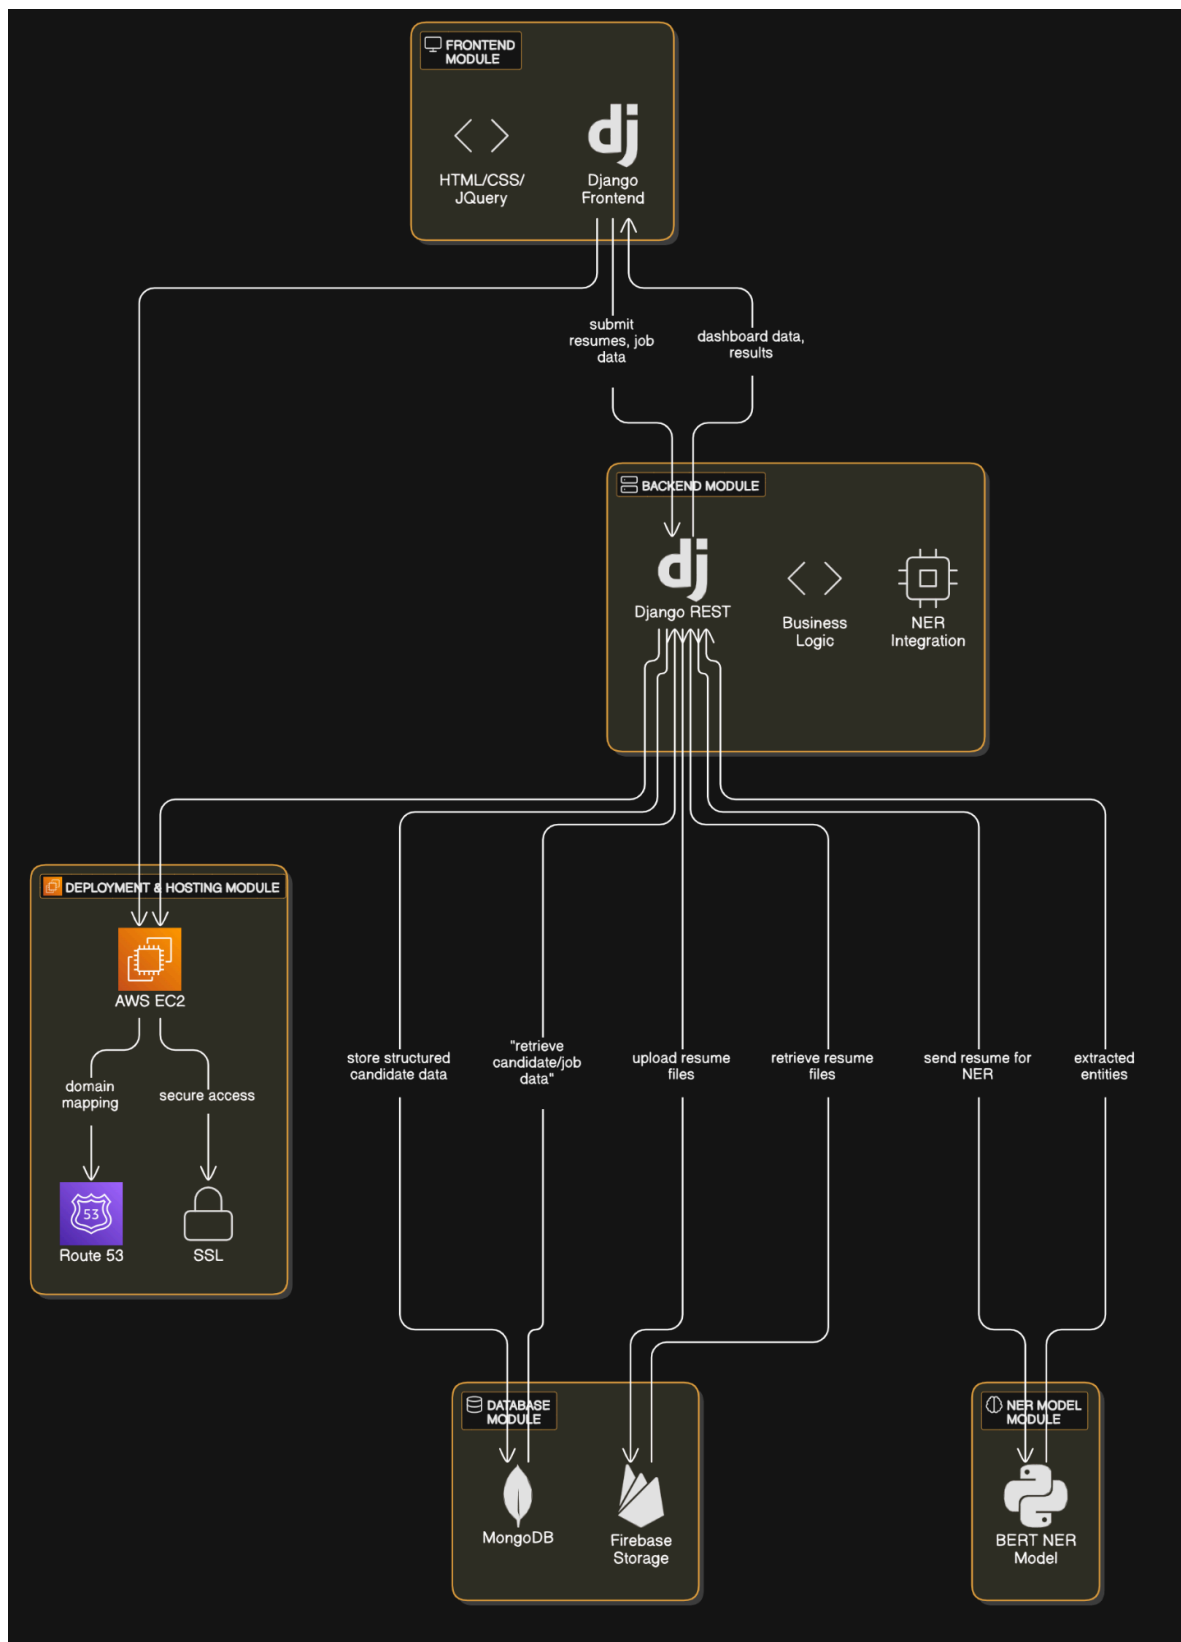 FRONTEND
MODULE
HTML/CSS/
JQuery
dj
Django
Frontend
submit
resumes, job
data
dashboard data,
results
BACKEND MODULE
dj
Django REST
Business
Logic
NER
Integration
DEPLOYMENT & HOSTING MODULE
AWS EC2
domain
mapping
secure access
53
Route 53
SSL
store structured
candidate data
"retrieve
candidate/job
data"
upload resume
files
retrieve resume
files
send resume for
NER
extracted
entities
DATABASE
MODULE
MongoDB
Firebase
Storage
NER MODEL
MODULE
BERT NER
Model